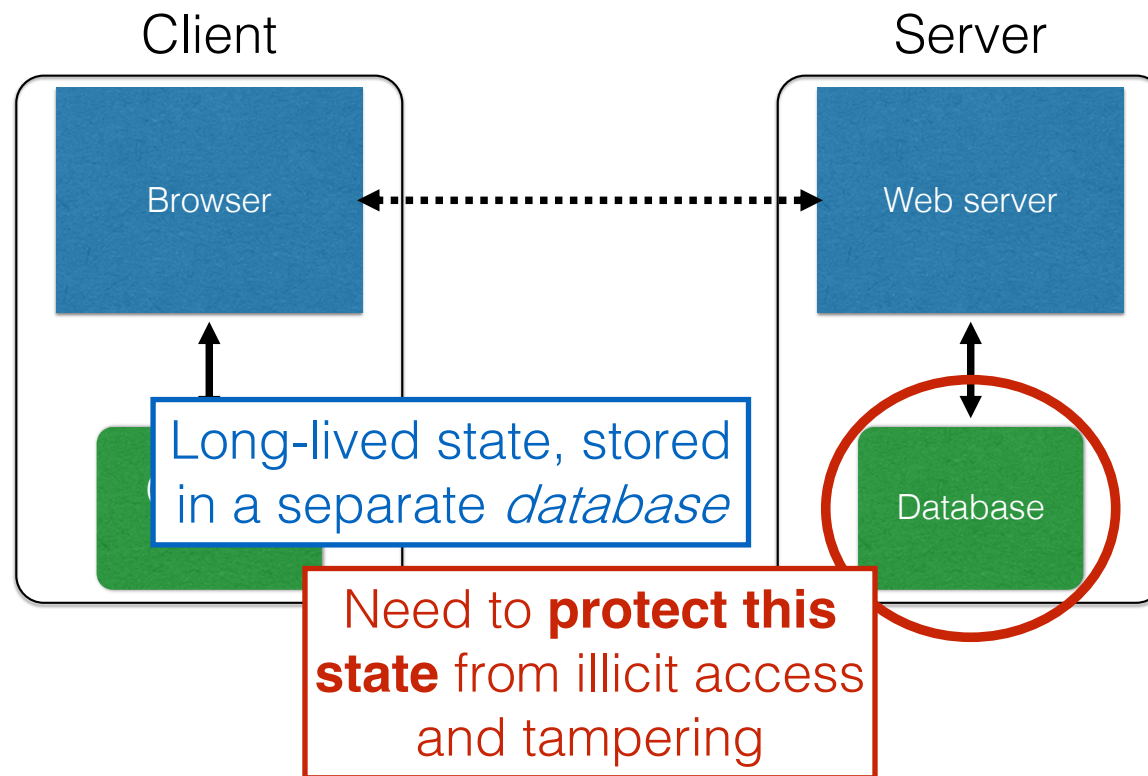 Client
Server
Browser
Web server
Long-lived state, stored
in a separate database
Database
Need to protect this
state from illicit access
and tampering